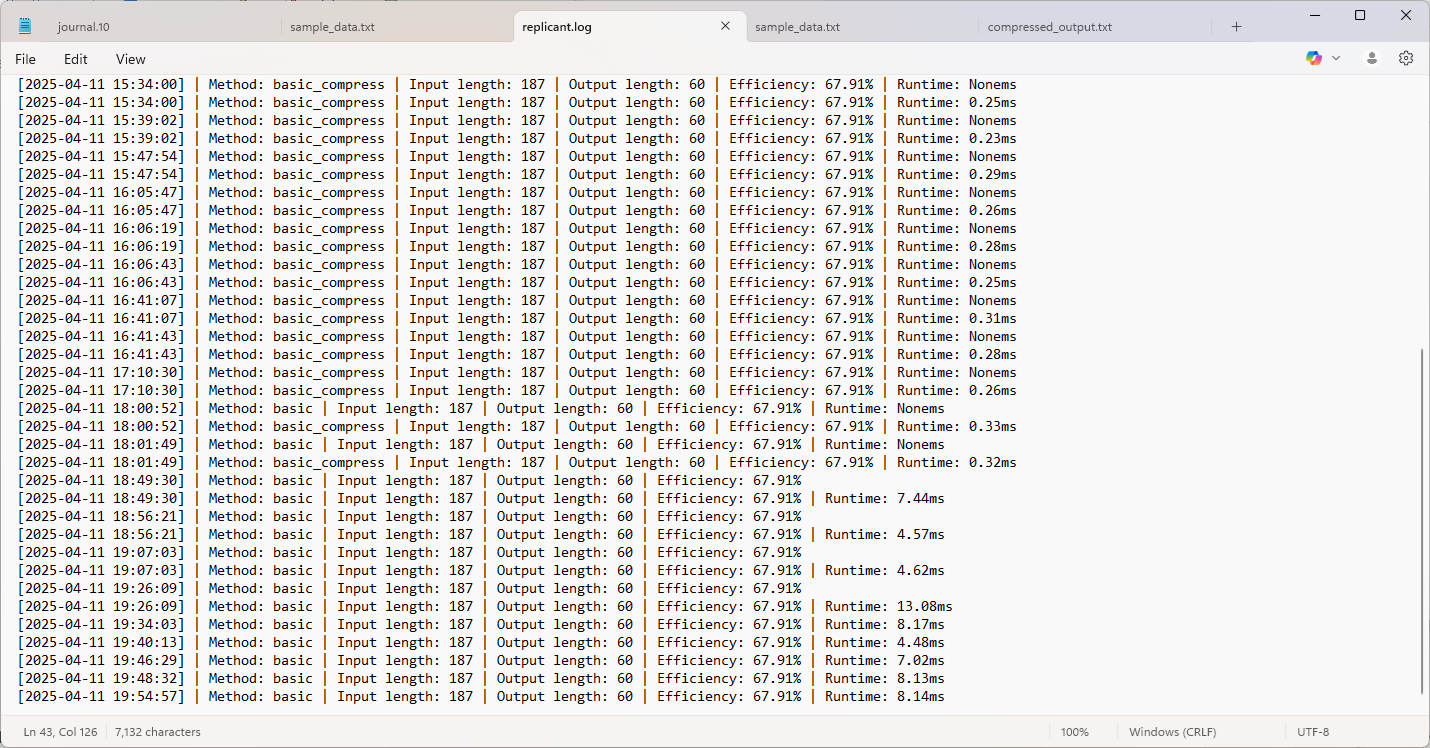 journal.10 sample_data.txt replicant.log sample_data.txt compressed_output.txt
File Edit View
[2025-04-11 15:34:00] | Method: basic_compress | Input length: 187 | Output length: 60 | Efficiency: 67.91% | Runtime: Nonems
[2025-04-11 15:34:00] | Method: basic_compress | Input length: 187 | Output length: 60 | Efficiency: 67.91% | Runtime: 0.25ms
[2025-04-11 15:39:02] | Method: basic_compress | Input length: 187 | Output length: 60 | Efficiency: 67.91% | Runtime: Nonems
[2025-04-11 15:39:02] | Method: basic_compress | Input length: 187 | Output length: 60 | Efficiency: 67.91% | Runtime: 0.23ms
[2025-04-11 15:47:54] | Method: basic_compress | Input length: 187 | Output length: 60 | Efficiency: 67.91% | Runtime: Nonems
[2025-04-11 15:47:54] | Method: basic_compress | Input length: 187 | Output length: 60 | Efficiency: 67.91% | Runtime: 0.29ms
[2025-04-11 16:05:47] | Method: basic_compress | Input length: 187 | Output length: 60 | Efficiency: 67.91% | Runtime: Nonems
[2025-04-11 16:05:47] | Method: basic_compress | Input length: 187 | Output length: 60 | Efficiency: 67.91% | Runtime: 0.26ms
[2025-04-11 16:06:19] | Method: basic_compress | Input length: 187 | Output length: 60 | Efficiency: 67.91% | Runtime: Nonems
[2025-04-11 16:06:19] | Method: basic_compress | Input length: 187 | Output length: 60 | Efficiency: 67.91% | Runtime: 0.28ms
[2025-04-11 16:06:43] | Method: basic_compress | Input length: 187 | Output length: 60 | Efficiency: 67.91% | Runtime: Nonems
[2025-04-11 16:06:43] | Method: basic_compress | Input length: 187 | Output length: 60 | Efficiency: 67.91% | Runtime: 0.25ms
[2025-04-11 16:41:07] | Method: basic_compress | Input length: 187 | Output length: 60 | Efficiency: 67.91% | Runtime: Nonems
[2025-04-11 16:41:07] | Method: basic_compress | Input length: 187 | Output length: 60 | Efficiency: 67.91% | Runtime: 0.31ms
[2025-04-11 16:41:43] | Method: basic_compress | Input length: 187 | Output length: 60 | Efficiency: 67.91% | Runtime: Nonems
[2025-04-11 16:41:43] | Method: basic_compress | Input length: 187 | Output length: 60 | Efficiency: 67.91% | Runtime: 0.28ms
[2025-04-11 17:10:30] | Method: basic_compress | Input length: 187 | Output length: 60 | Efficiency: 67.91% | Runtime: Nonems
[2025-04-11 17:10:30] | Method: basic_compress | Input length: 187 | Output length: 60 | Efficiency: 67.91% | Runtime: 0.26ms
[2025-04-11 18:00:52] | Method: basic | Input length: 187 | Output length: 60 | Efficiency: 67.91% | Runtime: Nonems
[2025-04-11 18:00:52] | Method: basic_compress | Input length: 187 | Output length: 60 | Efficiency: 67.91% | Runtime: 0.33ms
[2025-04-11 18:01:49] | Method: basic | Input length: 187 | Output length: 60 | Efficiency: 67.91% | Runtime: Nonems
[2025-04-11 18:01:49] | Method: basic_compress | Input length: 187 | Output length: 60 | Efficiency: 67.91% | Runtime: 0.32ms
[2025-04-11 18:49:30] | Method: basic | Input length: 187 | Output length: 60 | Efficiency: 67.91%
[2025-04-11 18:49:30] | Method: basic | Input length: 187 | Output length: 60 | Efficiency: 67.91% | Runtime: 7.44ms
[2025-04-11 18:56:21] | Method: basic | Input length: 187 | Output length: 60 | Efficiency: 67.91%
[2025-04-11 18:56:21] | Method: basic | Input length: 187 | Output length: 60 | Efficiency: 67.91% | Runtime: 4.57ms
[2025-04-11 19:07:03] | Method: basic | Input length: 187 | Output length: 60 | Efficiency: 67.91%
[2025-04-11 19:07:03] | Method: basic | Input length: 187 | Output length: 60 | Efficiency: 67.91% | Runtime: 4.62ms
[2025-04-11 19:26:09] | Method: basic | Input length: 187 | Output length: 60 | Efficiency: 67.91%
[2025-04-11 19:26:09] | Method: basic | Input length: 187 | Output length: 60 | Efficiency: 67.91% | Runtime: 13.08ms
[2025-04-11 19:34:03] | Method: basic | Input length: 187 | Output length: 60 | Efficiency: 67.91% | Runtime: 8.17ms
[2025-04-11 19:40:13] | Method: basic | Input length: 187 | Output length: 60 | Efficiency: 67.91% | Runtime: 4.48ms
[2025-04-11 19:46:29] | Method: basic | Input length: 187 | Output length: 60 | Efficiency: 67.91% | Runtime: 7.02ms
[2025-04-11 19:48:32] | Method: basic | Input length: 187 | Output length: 60 | Efficiency: 67.91% | Runtime: 8.13ms
[2025-04-11 19:54:57] | Method: basic | Input length: 187 | Output length: 60 | Efficiency: 67.91% | Runtime: 8.14ms
Ln 43, Col 126 7,132 characters 100% Windows (CRLF) UTF-8